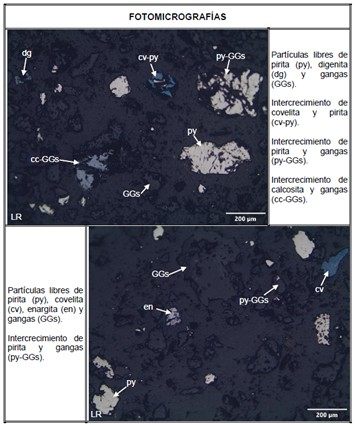 FOTOMICROGRAFÍAS
dg
cv-py
py-GGs
py
cc-GGs
GGs
LR
200 µm
Partículas libres de
pirita (py), digenita
(dg) y gangas
(GGs).
Intercrecimiento de
covelita y pirita
(cv-py).
Intercrecimiento de
pirita y gangas
(py-GGs).
Intercrecimiento de
calcosita y gangas
(cc-GGs).
Partículas libres de
pirita (py), covelita
(cv), enargita (en) y
gangas (GGs).
Intercrecimiento de
pirita y gangas
(py-GGs).
GGs
cv
py-GGs
en
py
LR
200 µm